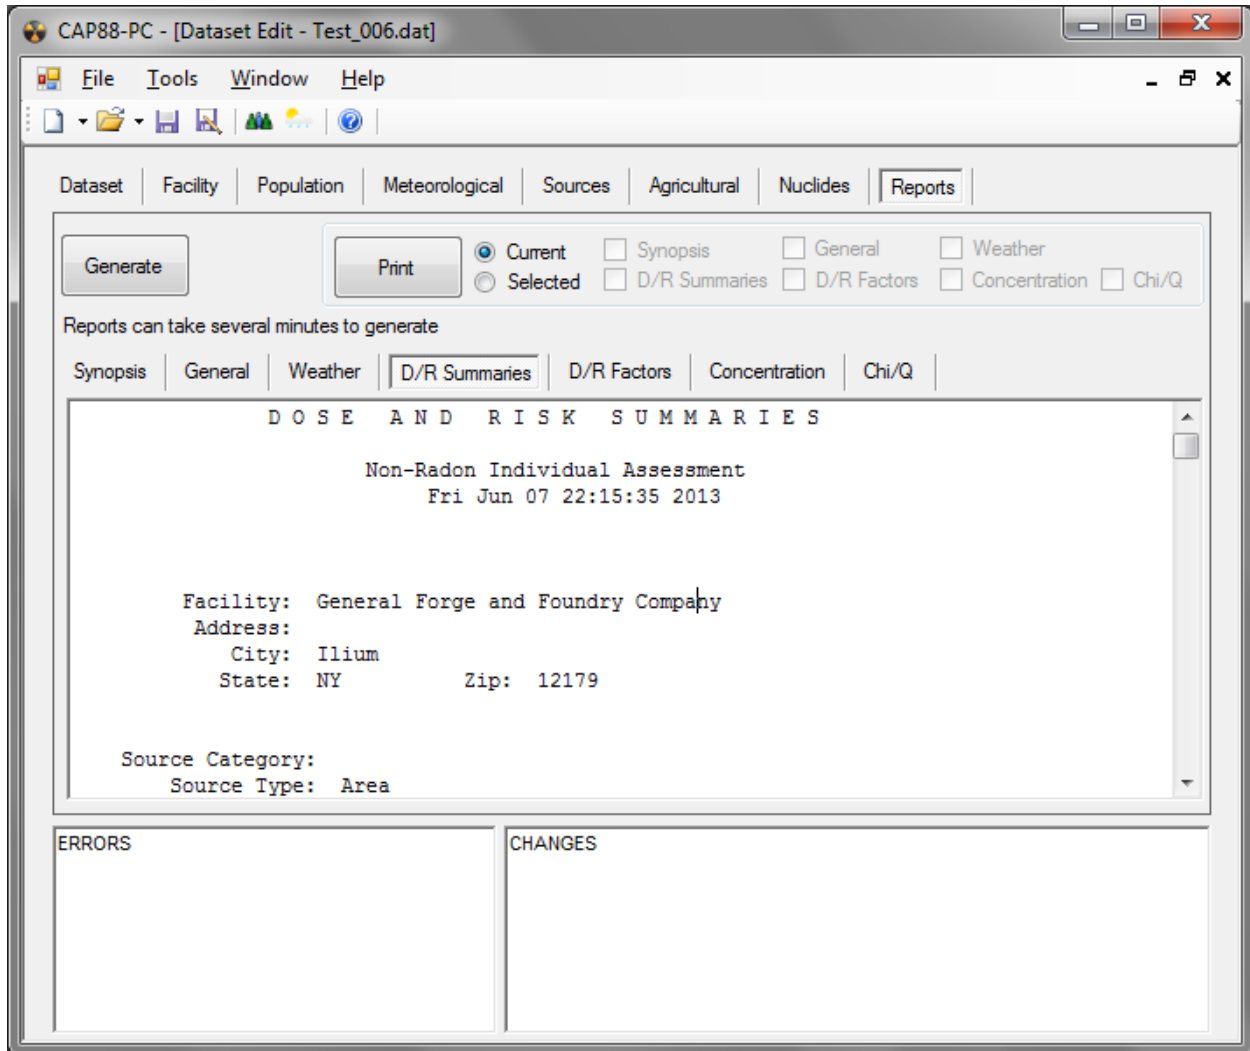 CAP88-PC - [Dataset Edit - Test_006.dat]
File Tools Window Help
Dataset Facility Population Meteorological Sources Agricultural Nuclides Reports
Generate Print Current Synopsis General Weather
Selected D/R Summaries D/R Factors Concentration Chi/Q
Reports can take several minutes to generate
Synopsis General Weather D/R Summaries D/R Factors Concentration Chi/Q
D O S E A N D R I S K S U M M A R I E S
Non-Radon Individual Assessment
Fri Jun 07 22:15:35 2013
Facility: General Forge and Foundry Company
Address:
City: Ilium
State: NY Zip: 12179
Source Category:
Source Type: Area
ERRORS CHANGES